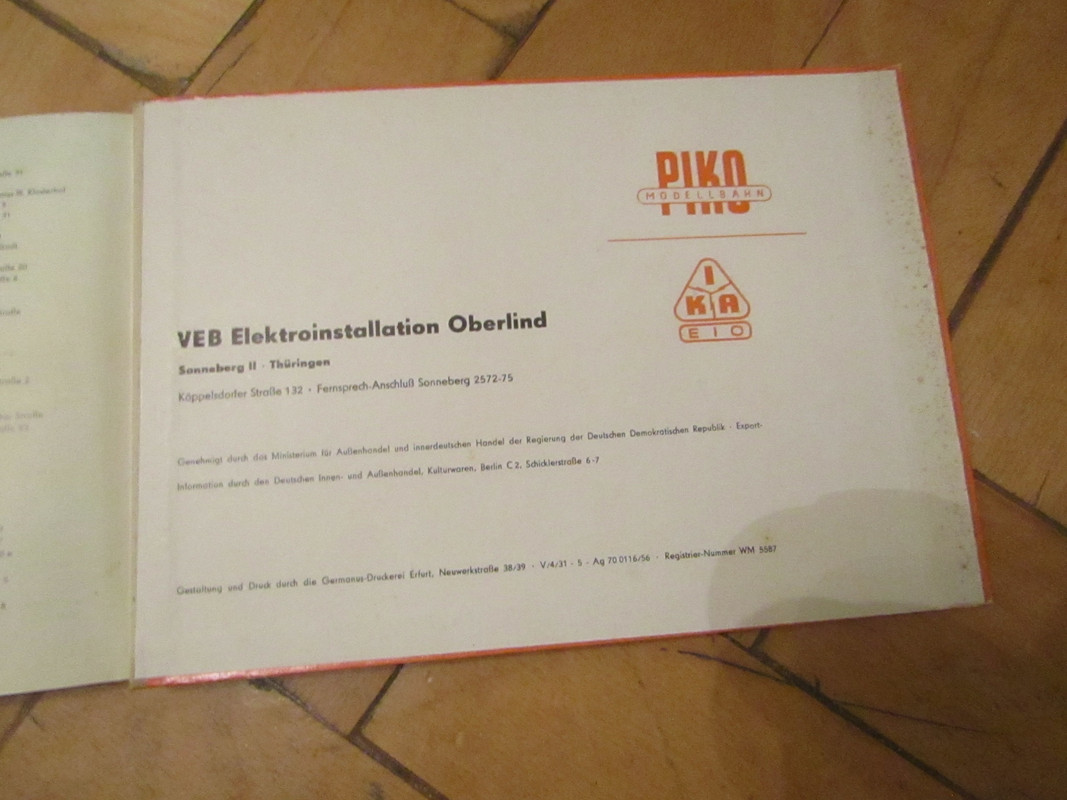 PIKO
MODELLBAHN
I
KA
EIO
VEB Elektroinstallation Oberlind
Sonneberg II · Thüringen
Köppelsdorfer Straße 132 · Fernsprech-Anschluß Sonneberg 2572-75
Genehmigt durch das Ministerium für Außenhandel und innerdeutschen Handel der Regierung der Deutschen Demokratischen Republik · Export-
Information durch den Deutschen Innen- und Außenhandel, Kulturwaren, Berlin C 2, Schicklerstraße 6-7
Gestaltung und Druck durch die Germanus-Druckerei Erfurt, Neuwerkstraße 38/39 · V/4/31 - 5 - Ag 70 0116/56 · Registrier-Nummer WM 5587